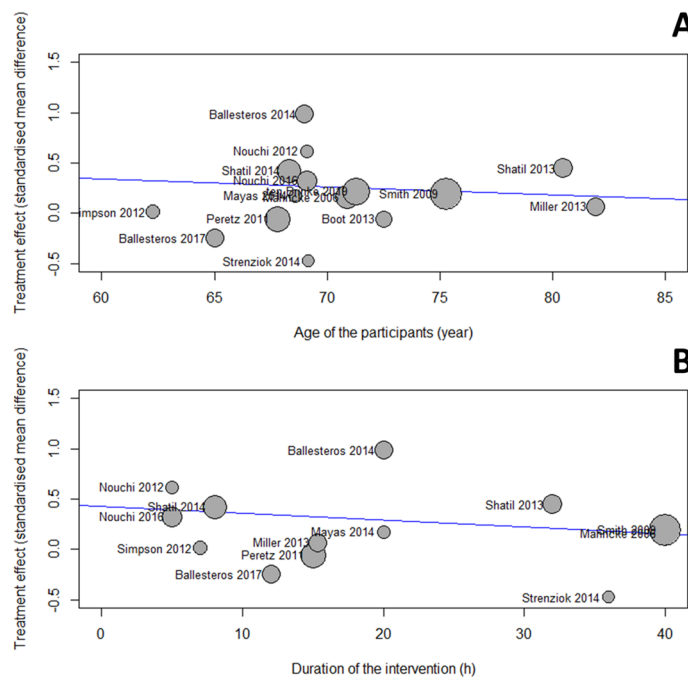 A
Treatment effect (standardised mean difference)
1.5
1.0
0.5
0.0
-0.5
Ballesteros 2014
Nouchi 2012
Shatil 2014
Nouchi 2016
Shatil 2013
Mayas 2014
Mahncke 2006
Smith 2009
Miller 2013
impson 2012
Peretz 2011
Boot 2013
Ballesteros 2017
Strenziok 2014
60 65 70 75 80 85
Age of the participants (year)
B
Treatment effect (standardised mean difference)
1.5
1.0
0.5
0.0
-0.5
Ballesteros 2014
Nouchi 2012
Shatil 2014
Shatil 2013
Nouchi 2016
Mayas 2014
Smith 2009
Mahncke 2006
Simpson 2012
Miller 2013
Peretz 2011
Ballesteros 2017
Strenziok 2014
0 10 20 30 40
Duration of the intervention (h)